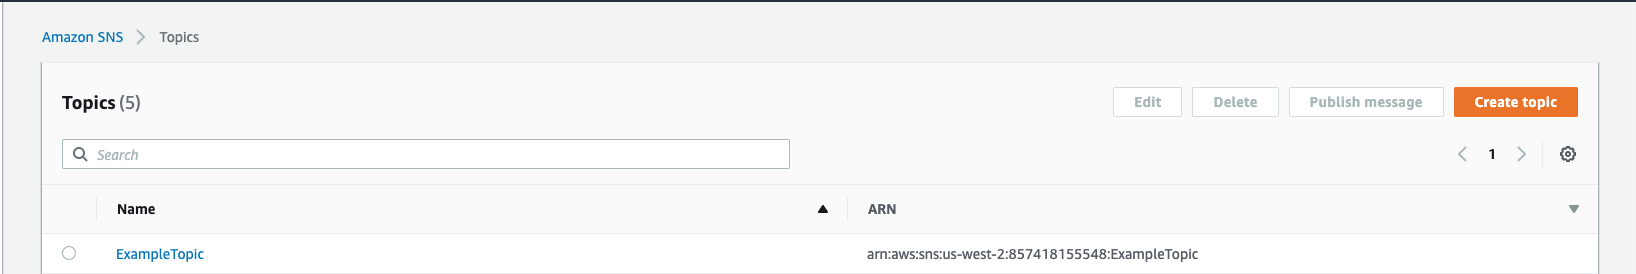 Amazon SNS > Topics
Topics (5)
Edit Delete Publish message Create topic
Search
1
Name ARN
ExampleTopic arn:aws:sns:us-west-2:857418155548:ExampleTopic